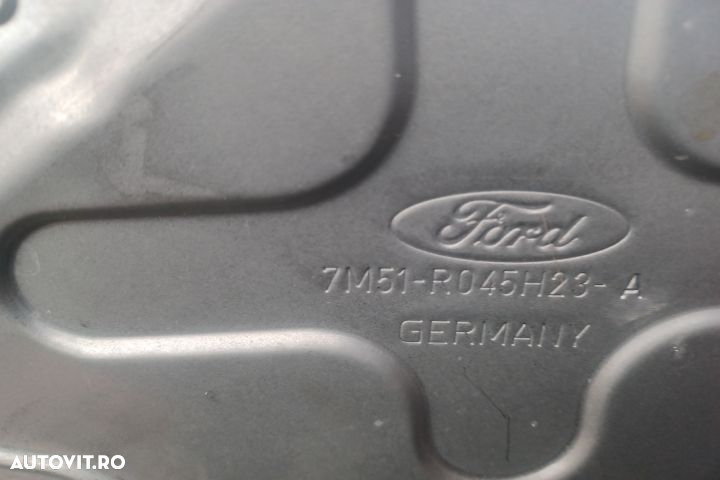 Ford
7M51-R045H23-A
GERMANY
AUTOVIT.RO